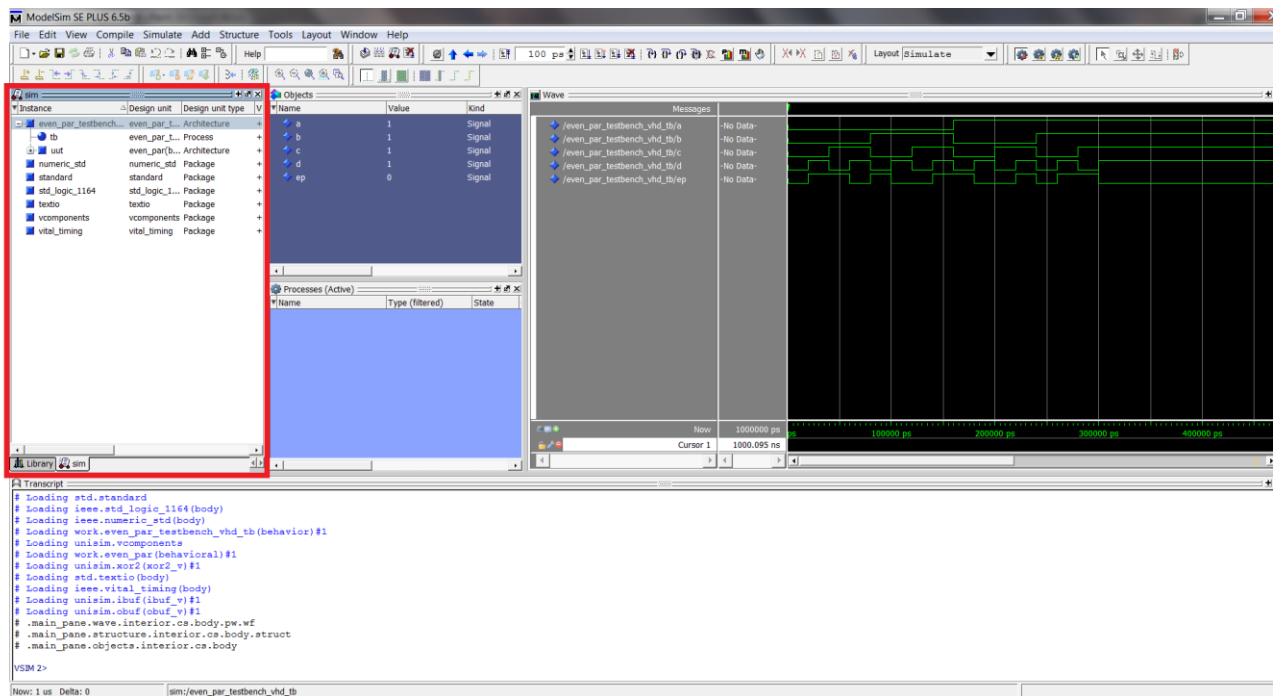 ModelSim SE PLUS 6.5b
File Edit View Compile Simulate Add Structure Tools Layout Window Help
Help 100 ps Layout Simulate
sim
Instance Design unit Design unit type V
even_par_testbench... even_par_t... Architecture +
tb even_par_t... Process +
uut even_par(b... Architecture +
numeric_std numeric_std Package +
standard standard Package +
std_logic_1164 std_logic_1... Package +
textio textio Package +
vcomponents vcomponents Package +
vital_timing vital_timing Package +
Library sim
Objects
Name Value Kind
a 1 Signal
b 1 Signal
c 1 Signal
d 1 Signal
ep 0 Signal
Processes (Active)
Name Type (filtered) State
Wave
Messages
/even_par_testbench_vhd_tb/a -No Data-
/even_par_testbench_vhd_tb/b -No Data-
/even_par_testbench_vhd_tb/c -No Data-
/even_par_testbench_vhd_tb/d -No Data-
/even_par_testbench_vhd_tb/ep -No Data-
Now 1000000 ps ps 100000 ps 200000 ps 300000 ps 400000 ps
Cursor 1 1000.095 ns
Transcript
# Loading std.standard
# Loading ieee.std_logic_1164(body)
# Loading ieee.numeric_std(body)
# Loading work.even_par_testbench_vhd_tb(behavior)#1
# Loading unisim.vcomponents
# Loading work.even_par(behavioral)#1
# Loading unisim.xor2(xor2_v)#1
# Loading std.textio(body)
# Loading ieee.vital_timing(body)
# Loading unisim.ibuf(ibuf_v)#1
# Loading unisim.obuf(obuf_v)#1
# .main_pane.wave.interior.cs.body.pw.wf
# .main_pane.structure.interior.cs.body.struct
# .main_pane.objects.interior.cs.body
VSIM 2>
Now: 1 us Delta: 0 sim:/even_par_testbench_vhd_tb